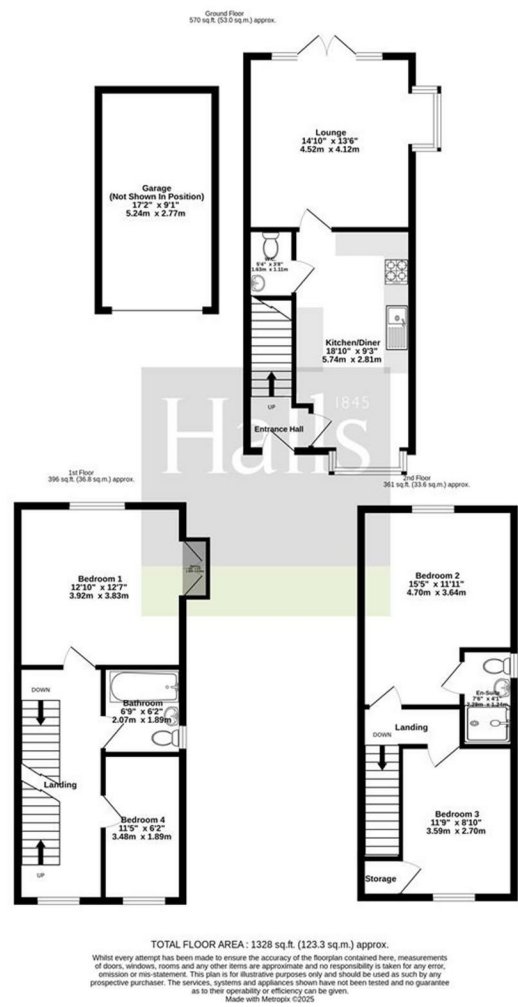 Ground Floor
570 sq.ft. (53.0 sq.m.) approx.
Lounge
14'10" x 13'6"
4.52m x 4.12m
Garage
(Not Shown In Position)
17'2" x 9'1"
5.24m x 2.77m
W.C.
5'4" x 3'8"
1.63m x 1.11m
Kitchen/Diner
18'10" x 9'3"
5.74m x 2.81m
UP
Entrance Hall
1845
Halls
1st Floor
396 sq.ft. (36.8 sq.m.) approx.
2nd Floor
361 sq.ft. (33.6 sq.m.) approx.
Bedroom 1
12'10" x 12'7"
3.92m x 3.83m
Bedroom 2
15'5" x 11'11"
4.70m x 3.64m
DOWN
Bathroom
6'9" x 6'2"
2.07m x 1.89m
En-Suite
7'6" x 4'1"
2.29m x 1.24m
Landing
DOWN
Landing
Bedroom 4
11'5" x 6'2"
3.48m x 1.89m
Bedroom 3
11'9" x 8'10"
3.59m x 2.70m
UP
Storage
TOTAL FLOOR AREA : 1328 sq.ft. (123.3 sq.m.) approx.
Whilst every attempt has been made to ensure the accuracy of the floorplan contained here, measurements
of doors, windows, rooms and any other items are approximate and no responsibility is taken for any error,
omission or mis-statement. This plan is for illustrative purposes only and should be used as such by any
prospective purchaser. The services, systems and appliances shown have not been tested and no guarantee
as to their operability or efficiency can be given.
Made with Metropix ©2025